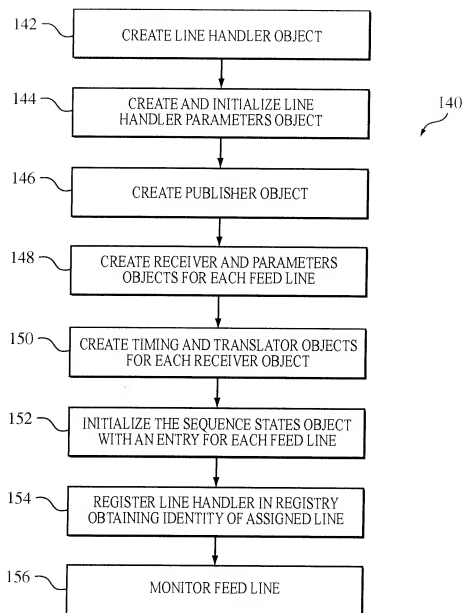 142
CREATE LINE HANDLER OBJECT
144
CREATE AND INITIALIZE LINE
HANDLER PARAMETERS OBJECT
140
146
CREATE PUBLISHER OBJECT
148
CREATE RECEIVER AND PARAMETERS
OBJECTS FOR EACH FEED LINE
150
CREATE TIMING AND TRANSLATOR OBJECTS
FOR EACH RECEIVER OBJECT
152
INITIALIZE THE SEQUENCE STATES OBJECT
WITH AN ENTRY FOR EACH FEED LINE
154
REGISTER LINE HANDLER IN REGISTRY
OBTAINING IDENTITY OF ASSIGNED LINE
156
MONITOR FEED LINE